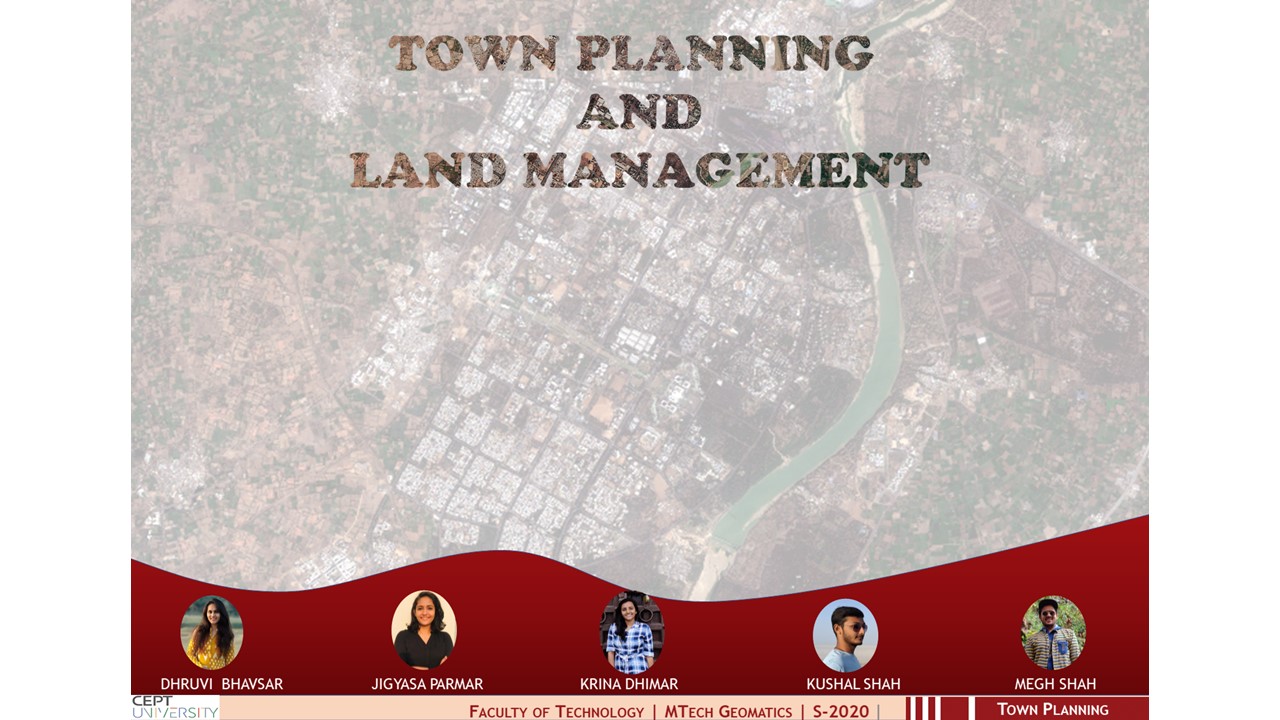 TOWN PLANNING
AND
LAND MANAGEMENT
DHRUVI BHAVSAR JIGYASA PARMAR KRINA DHIMAR KUSHAL SHAH MEGH SHAH
CEPT
UNIVERSITY
FACULTY OF TECHNOLOGY | MTECH GEOMATICS | S-2020 | TOWN PLANNING